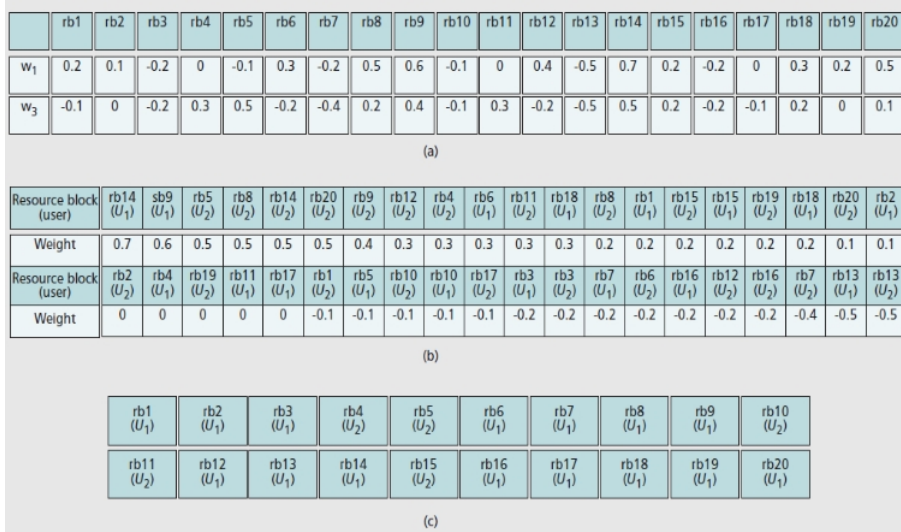 rb1 rb2 rb3 rb4 rb5 rb6 rb7 rb8 rb9 rb10 rb11 rb12 rb13 rb14 rb15 rb16 rb17 rb18 rb19 rb20
w₁ 0.2 0.1 -0.2 0 -0.1 0.3 -0.2 0.5 0.6 -0.1 0 0.4 -0.5 0.7 0.2 -0.2 0 0.3 0.2 0.5
w₃ -0.1 0 -0.2 0.3 0.5 -0.2 -0.4 0.2 0.4 -0.1 0.3 -0.2 -0.5 0.5 0.2 -0.2 -0.1 0.2 0 0.1
(a)
Resource block rb14 sb9 rb5 rb8 rb14 rb20 rb9 rb12 rb4 rb6 rb11 rb18 rb8 rb1 rb15 rb15 rb19 rb18 rb20 rb2
(user) (U₁) (U₁) (U₂) (U₂) (U₂) (U₂) (U₂) (U₂) (U₂) (U₁) (U₂) (U₁) (U₂) (U₁) (U₂) (U₁) (U₂) (U₁) (U₂) (U₁)
Weight 0.7 0.6 0.5 0.5 0.5 0.5 0.4 0.3 0.3 0.3 0.3 0.3 0.2 0.2 0.2 0.2 0.2 0.2 0.1 0.1
Resource block rb2 rb4 rb19 rb11 rb17 rb1 rb5 rb10 rb10 rb17 rb3 rb3 rb7 rb6 rb16 rb12 rb16 rb7 rb13 rb13
(user) (U₂) (U₁) (U₂) (U₁) (U₁) (U₂) (U₁) (U₂) (U₁) (U₂) (U₁) (U₂) (U₁) (U₂) (U₁) (U₂) (U₂) (U₂) (U₁) (U₂)
Weight 0 0 0 0 0 -0.1 -0.1 -0.1 -0.1 -0.1 -0.2 -0.2 -0.2 -0.2 -0.2 -0.2 -0.2 -0.4 -0.5 -0.5
(b)
rb1 rb2 rb3 rb4 rb5 rb6 rb7 rb8 rb9 rb10
(U₁) (U₁) (U₁) (U₂) (U₂) (U₁) (U₁) (U₁) (U₁) (U₂)
rb11 rb12 rb13 rb14 rb15 rb16 rb17 rb18 rb19 rb20
(U₂) (U₁) (U₁) (U₁) (U₂) (U₁) (U₁) (U₁) (U₁) (U₁)
(c)